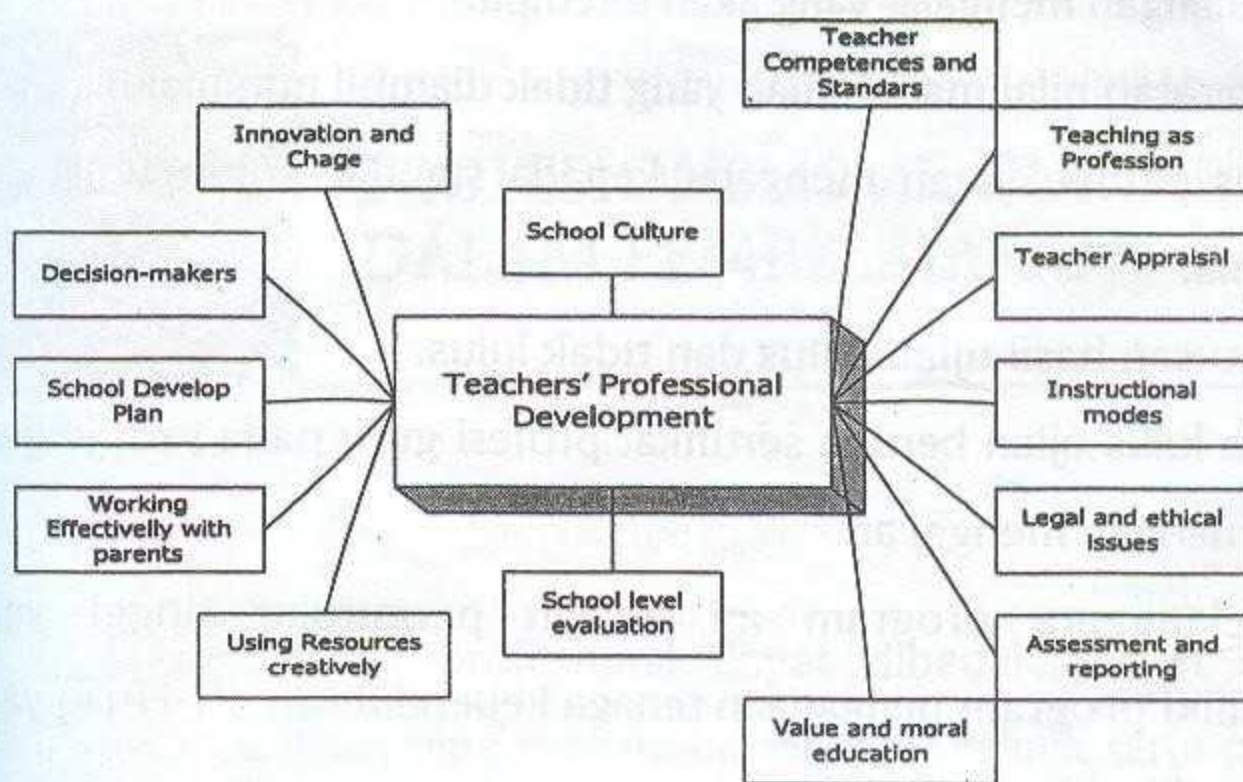 Teacher
Competences and
Standars
Innovation and
Chage
Teaching as
Profession
School Culture
Decision-makers
Teacher Appraisal
Teachers' Professional
Development
School Develop
Plan
Instructional
modes
Working
Effectivelly with
parents
Legal and ethical
issues
School level
evaluation
Using Resources
creatively
Assessment and
reporting
Value and moral
education